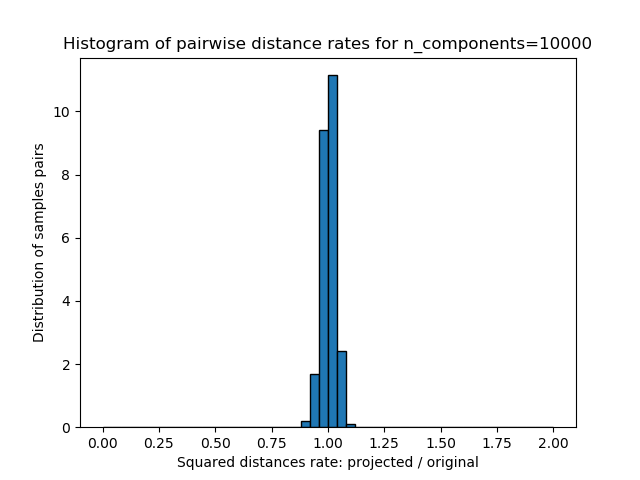 Histogram of pairwise distance rates for n_components=10000
Distribution of samples pairs
10
8
6
4
2
0
0.00 0.25 0.50 0.75 1.00 1.25 1.50 1.75 2.00
Squared distances rate: projected / original